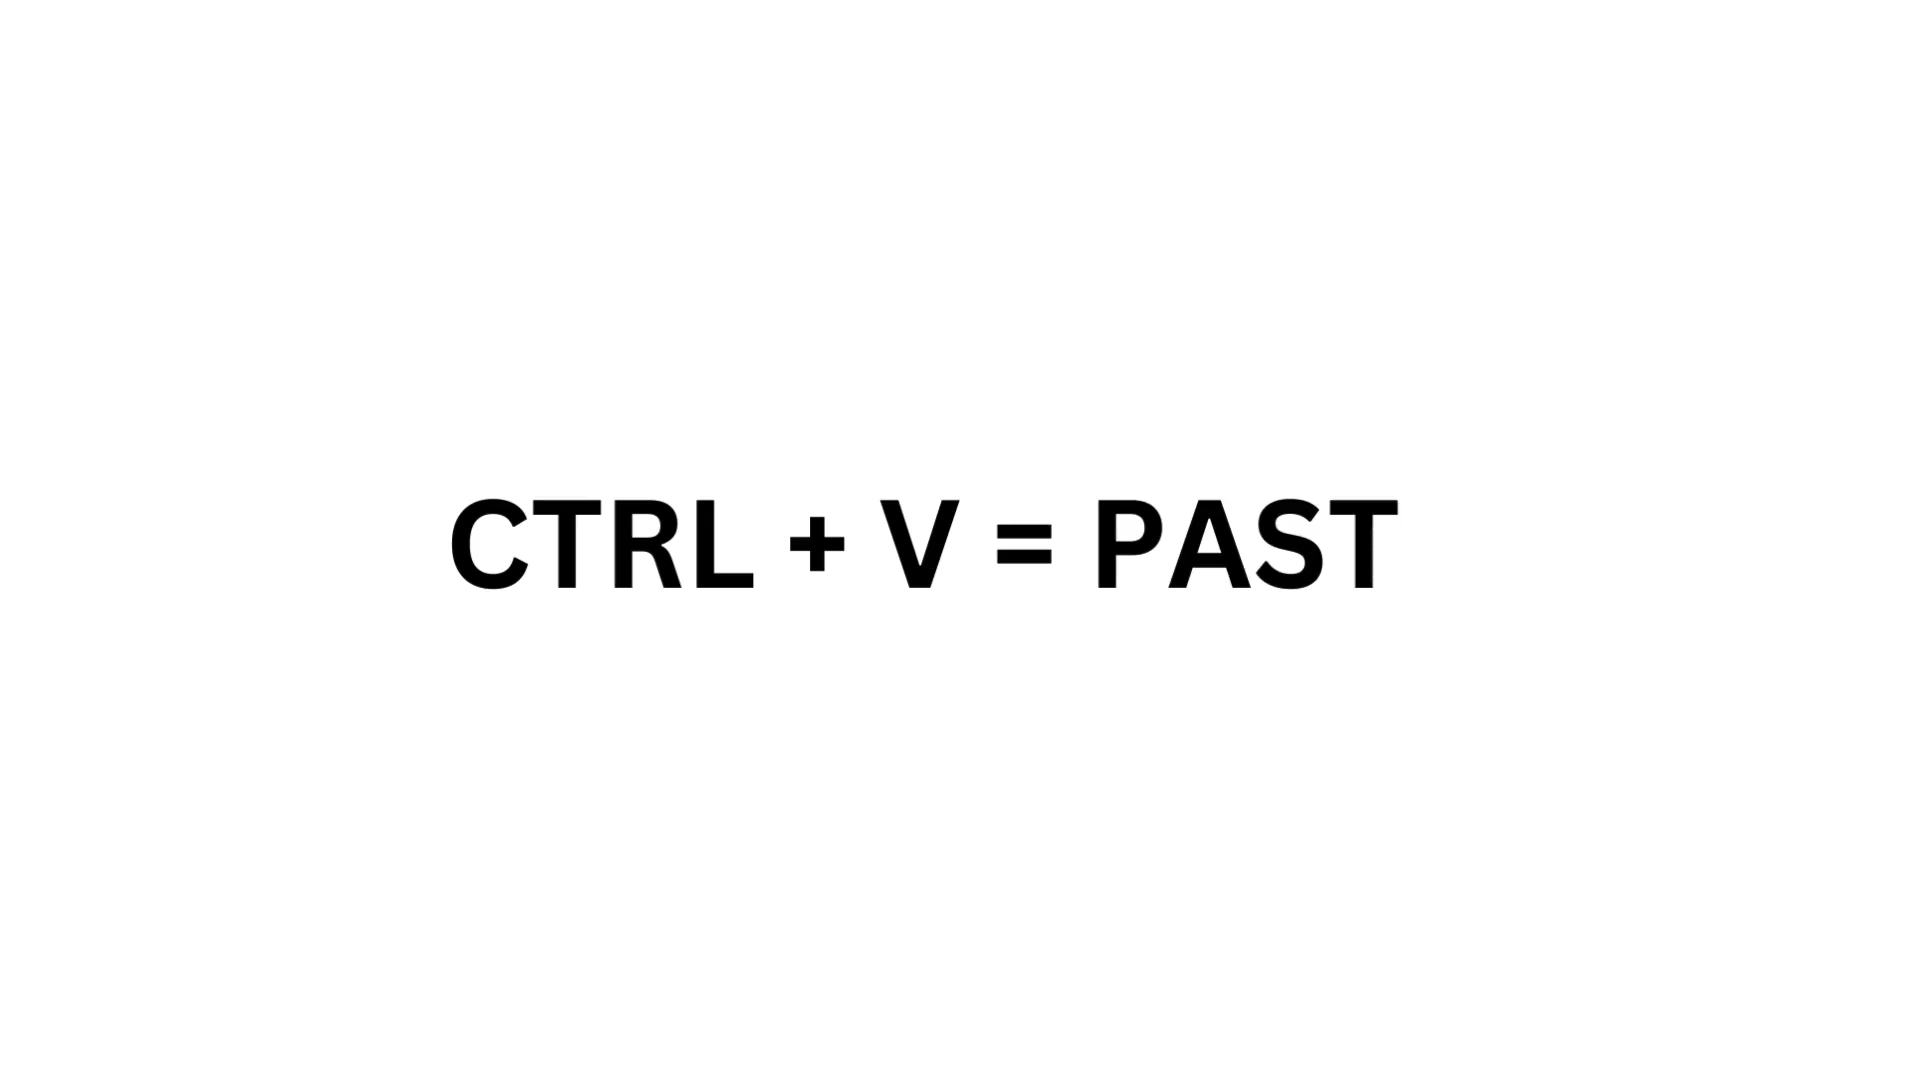 CTRL + V = PAST